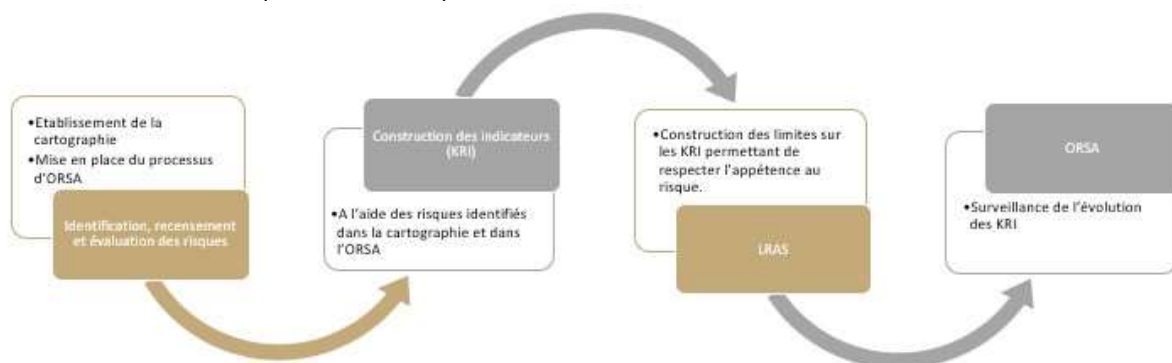 •Etablissement de la
cartographie
•Mise en place du processus
d'ORSA
Identification, recensement
et évaluation des risques
Construction des indicateurs
(KRI)
•A l'aide des risques identifiés
dans la cartographie et dans
l'ORSA
•Construction des limites sur
les KRI permettant de
respecter l'appétence au
risque.
LRAS
ORSA
•Surveillance de l'évolution
des KRI